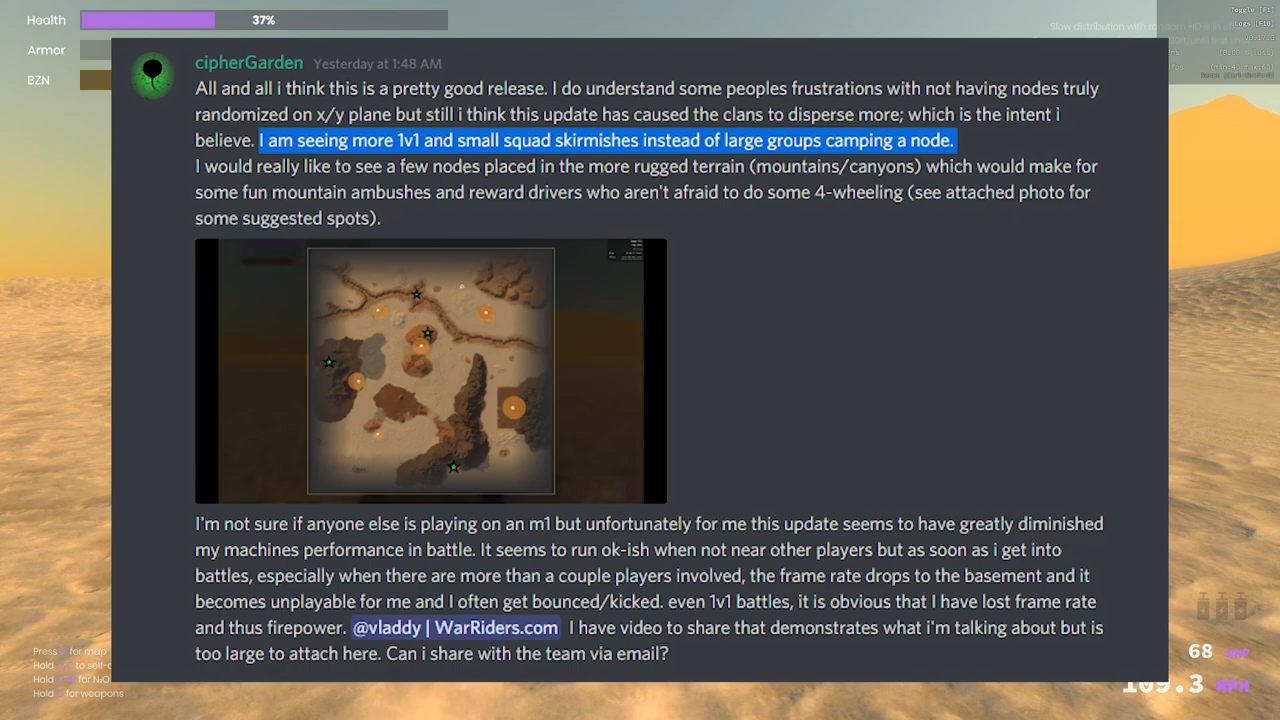 Health 37%
Armor
BZN
Toggle [F1]
cipherGarden Yesterday at 1:48 AM
All and all i think this is a pretty good release. I do understand some peoples frustrations with not having nodes truly
randomized on x/y plane but still i think this update has caused the clans to disperse more; which is the intent i
believe. I am seeing more 1v1 and small squad skirmishes instead of large groups camping a node.
I would really like to see a few nodes placed in the more rugged terrain (mountains/canyons) which would make for
some fun mountain ambushes and reward drivers who aren't afraid to do some 4-wheeling (see attached photo for
some suggested spots).
I'm not sure if anyone else is playing on an m1 but unfortunately for me this update seems to have greatly diminished
my machines performance in battle. It seems to run ok-ish when not near other players but as soon as i get into
battles, especially when there are more than a couple players involved, the frame rate drops to the basement and it
becomes unplayable for me and I often get bounced/kicked. even 1v1 battles, it is obvious that I have lost frame rate
and thus firepower. @vladdy | WarRiders.com I have video to share that demonstrates what i'm talking about but is
too large to attach here. Can i share with the team via email?
Press for map
Hold to self-d
Hold for N₂O
Hold for weapons
68
109.3 MPH